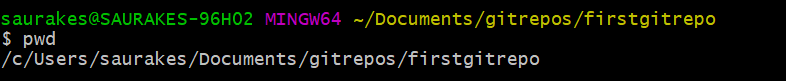 saurakes@SAURAKES-96H02 MINGW64 ~/Documents/gitrepos/firstgitrepo
$ pwd
/c/Users/saurakes/Documents/gitrepos/firstgitrepo